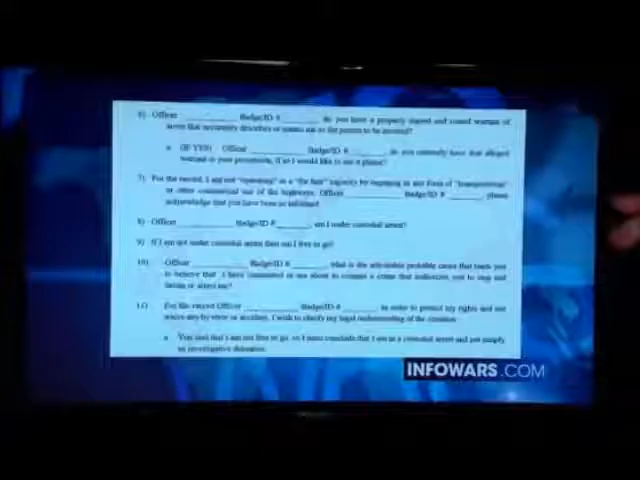 6) Officer ________ Badge/ID # ________ do you have a properly signed and issued warrant of
arrest that accurately describes or names me as the person to be arrested?
a. (IF YES) Officer ________ Badge/ID # ________ do you currently have that alleged
warrant in your possession, if so I would like to see it please?
7) For the record, I am not "operating" in a "for hire" capacity by engaging in any form of "transportation"
or other commercial use of the highways. Officer ________ Badge/ID # ________ please
acknowledge that you have been so informed.
8) Officer ________ Badge/ID # ________, am I under custodial arrest?
9) If I am not under custodial arrest then am I free to go?
10) Officer ________ Badge/ID # ________ what is the articulable probable cause that leads you
to believe that I have committed or am about to commit a crime that authorizes you to stop and
detain or arrest me?
11) For the record Officer ________ Badge/ID # ________, in order to protect my rights and not
waive any by error or accident, I wish to clarify my legal understanding of the situation.
a. You said that I am not free to go, so I must conclude that I am in a custodial arrest and not simply
an investigative detention.
INFOWARS.COM